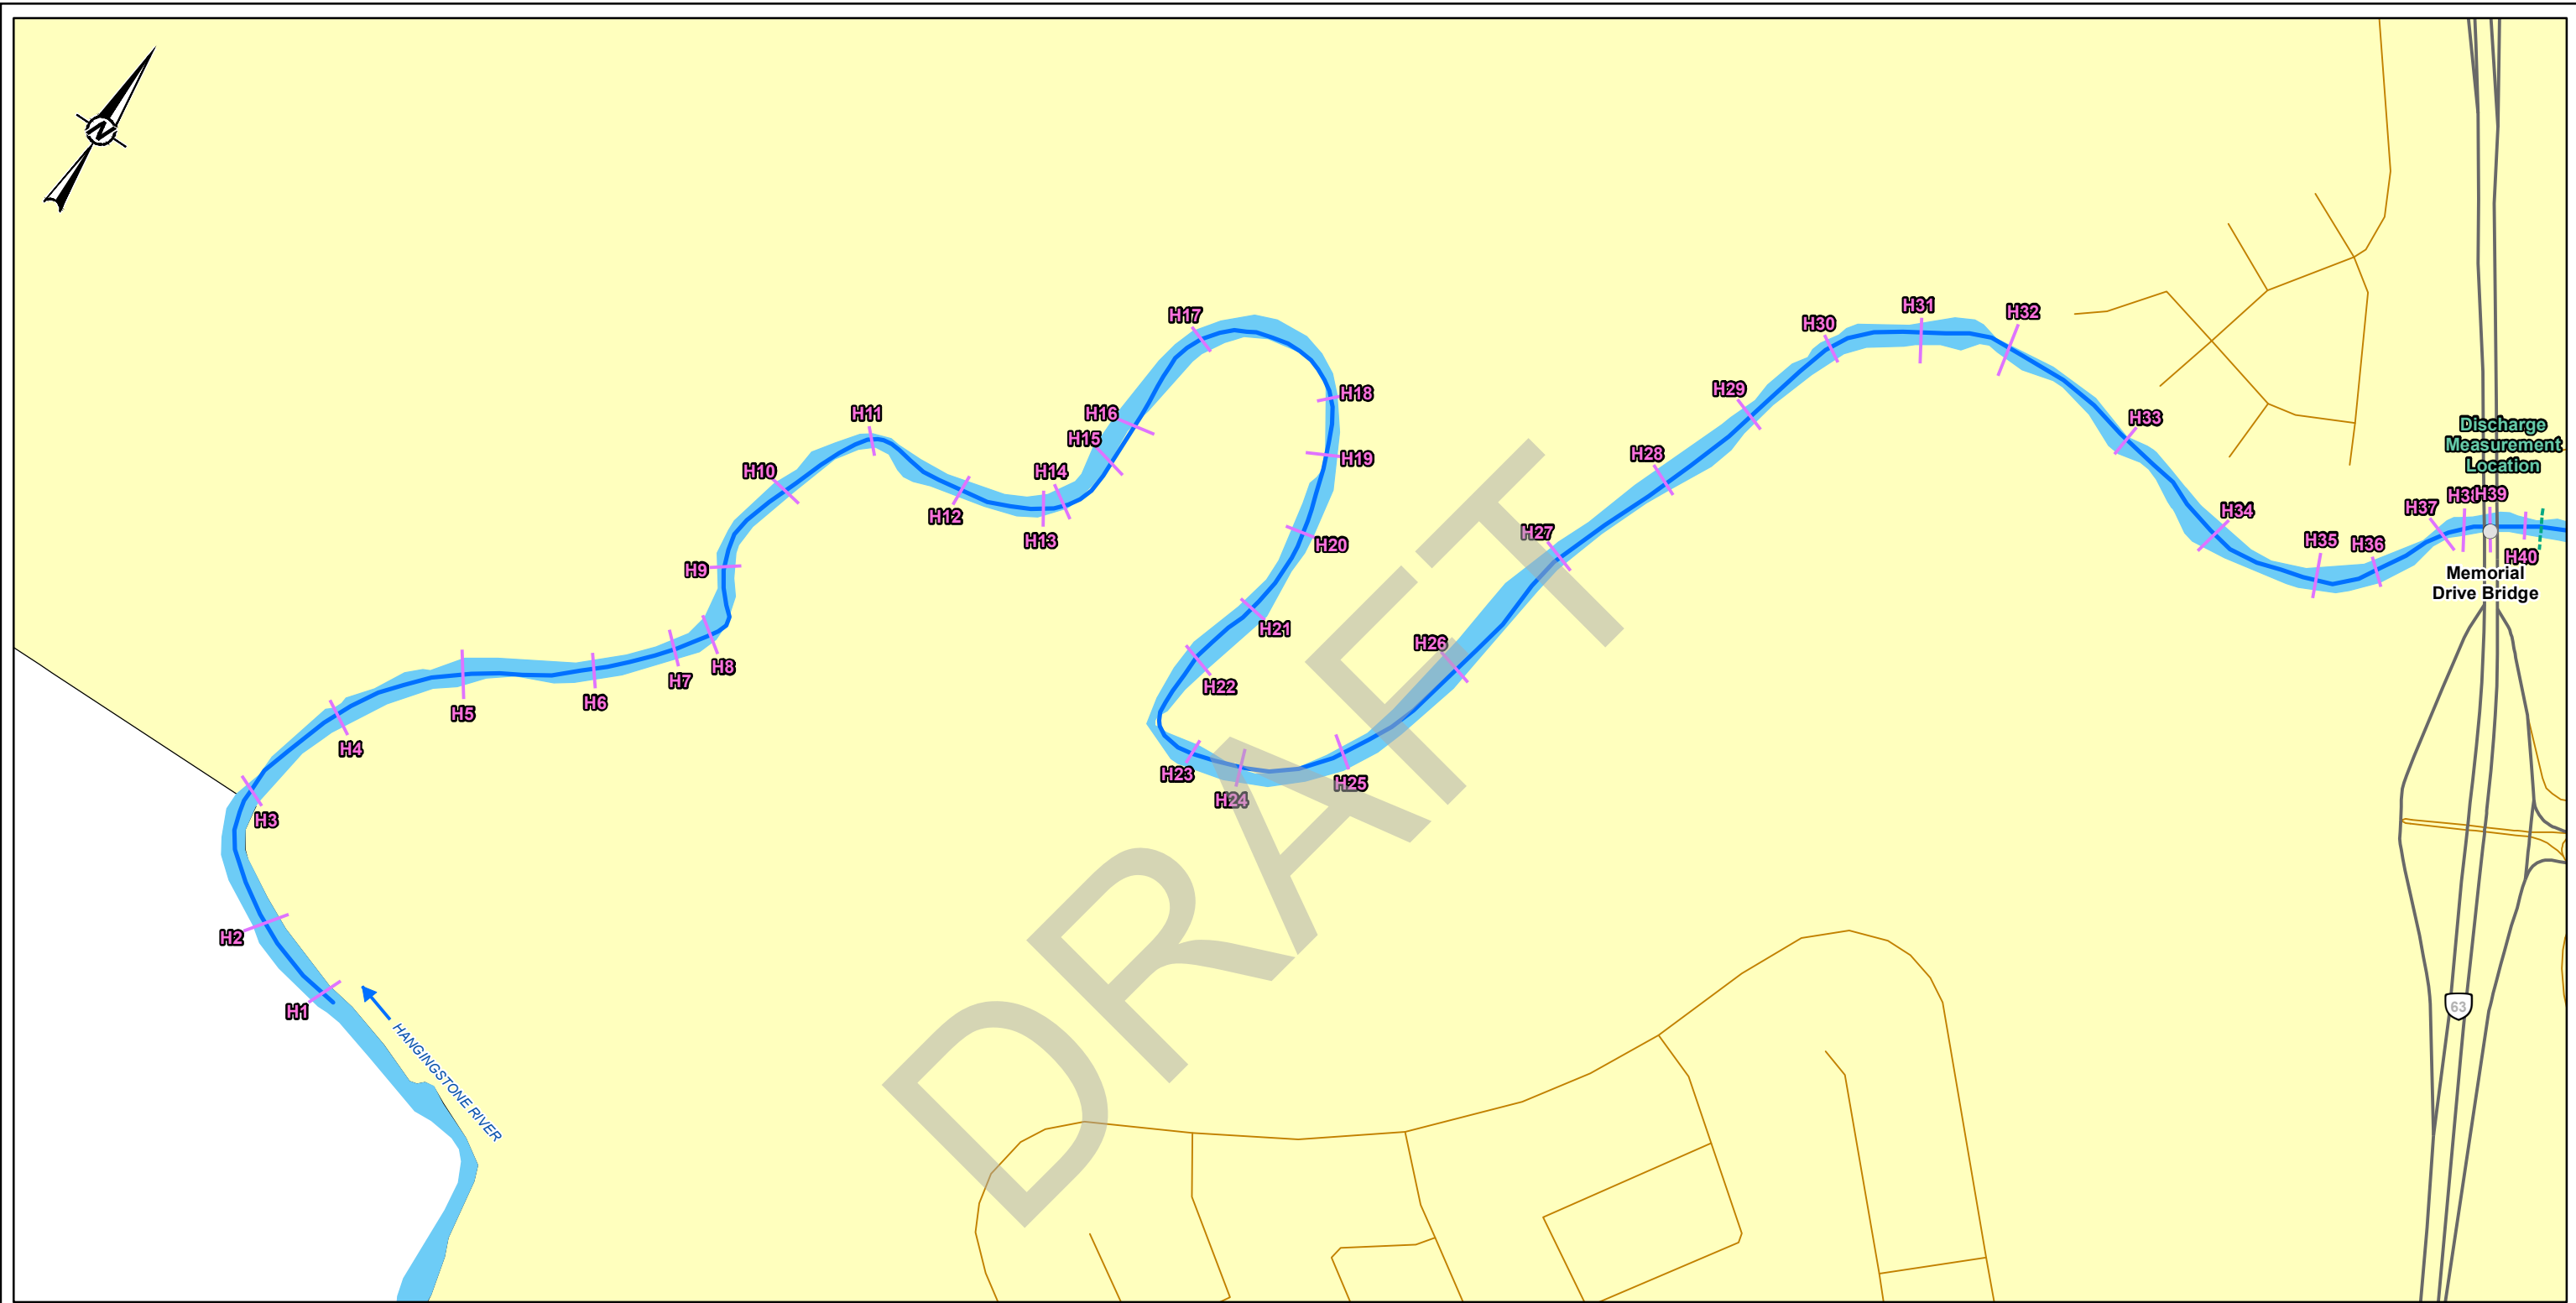 N
H17
H31
H32
H30
H18
H29
H11
H16
H33
Discharge
Measurement
Location
H15
H19
H28
H10
H14
H39
H37
H12
H34
H27
H13
H20
H35
H36
H40
H9
Memorial
Drive Bridge
H21
H26
H8
H7
H22
H6
H5
H4
H23
H25
H24
H3
DRAFT
H2
H1
HANGINGSTONE RIVER
63